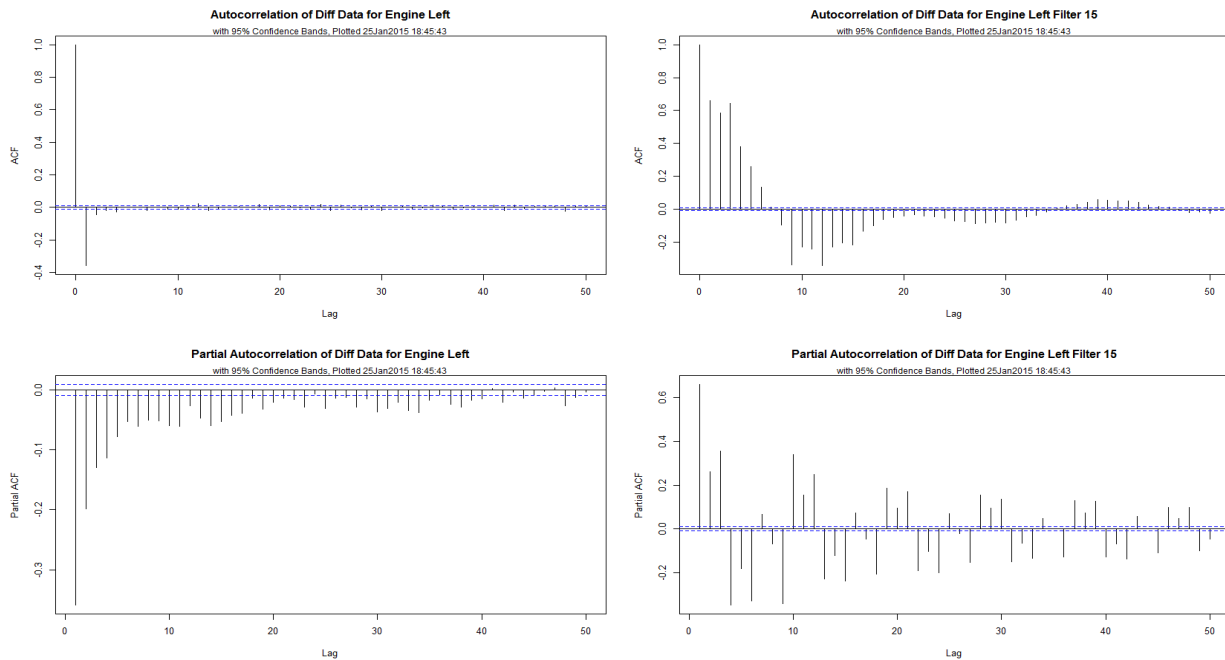 Autocorrelation of Diff Data for Engine Left
with 95% Confidence Bands, Plotted 25Jan2015 18:45:43
1.0
0.8
0.6
0.4
0.2
0.0
-0.2
-0.4
ACF
0 10 20 30 40 50
Lag
Autocorrelation of Diff Data for Engine Left Filter 15
with 95% Confidence Bands, Plotted 25Jan2015 18:45:43
1.0
0.8
0.6
0.4
0.2
0.0
-0.2
ACF
0 10 20 30 40 50
Lag
Partial Autocorrelation of Diff Data for Engine Left
with 95% Confidence Bands, Plotted 25Jan2015 18:45:43
0.0
-0.1
-0.2
-0.3
Partial ACF
0 10 20 30 40 50
Lag
Partial Autocorrelation of Diff Data for Engine Left Filter 15
with 95% Confidence Bands, Plotted 25Jan2015 18:45:43
0.6
0.4
0.2
0.0
-0.2
Partial ACF
0 10 20 30 40 50
Lag